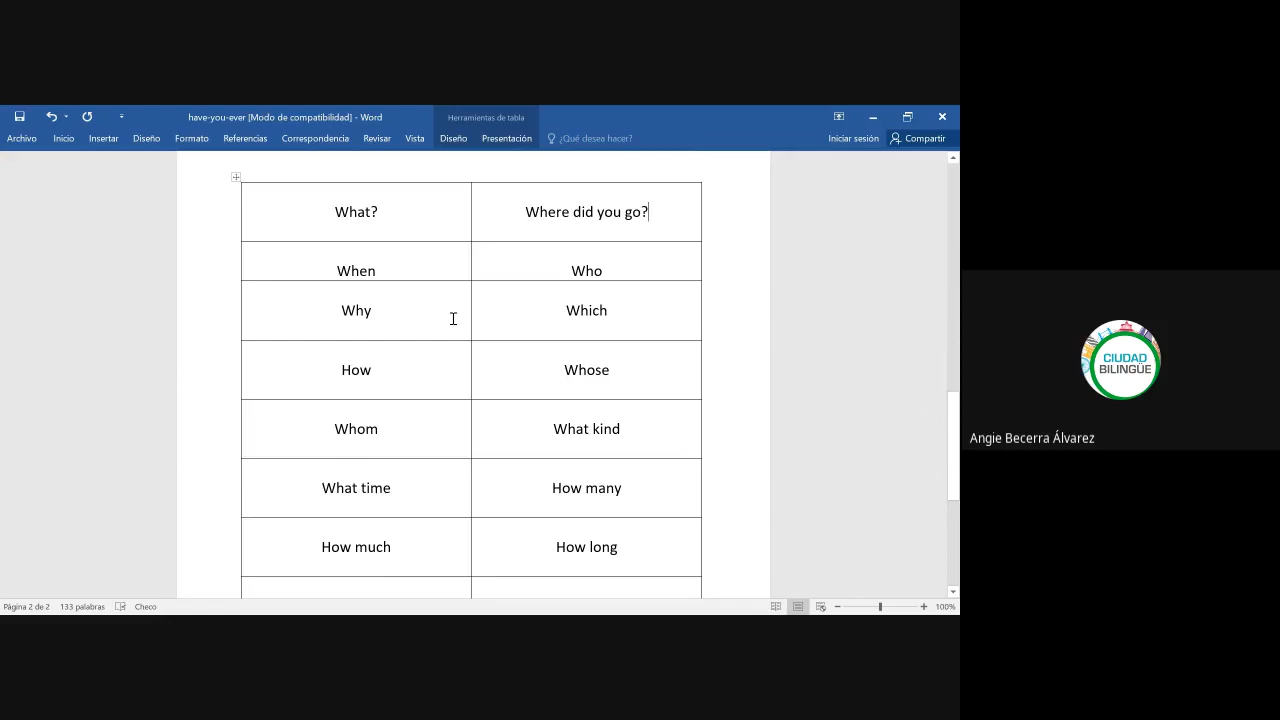 have-you-ever [Modo de compatibilidad] - Word
Herramientas de tabla
Archivo Inicio Insertar Diseño Formato Referencias Correspondencia Revisar Vista Diseño Presentación ¿Qué desea hacer? Iniciar sesión Compartir
What? Where did you go?
When Who
Why Which
How Whose
Whom What kind
What time How many
How much How long
Página 2 de 2 133 palabras Checo 100%
CIUDAD
BILINGÜE
Angie Becerra Álvarez